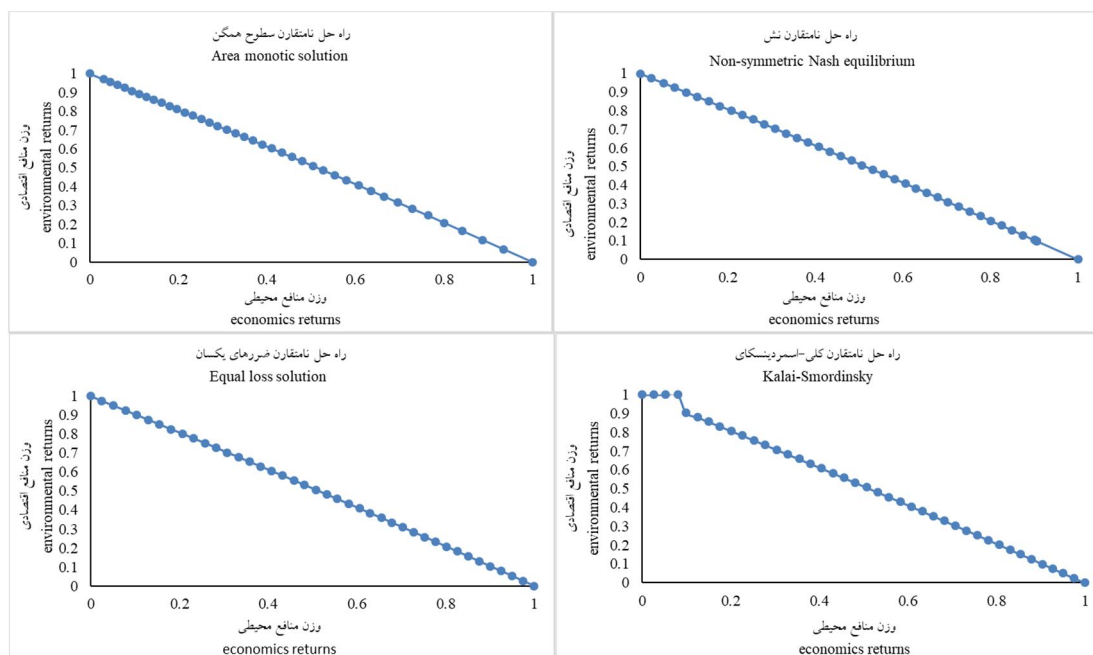 راه حل نامتقارن سطوح همگن
Area monotic solution
وزن منافع اقتصادی
environmental returns
1
0.9
0.8
0.7
0.6
0.5
0.4
0.3
0.2
0.1
0
0 0.2 0.4 0.6 0.8 1
وزن منافع محیطی
economics returns
راه حل نامتقارن نش
Non-symmetric Nash equilibrium
وزن منافع اقتصادی
environmental returns
1
0.9
0.8
0.7
0.6
0.5
0.4
0.3
0.2
0.1
0
0 0.2 0.4 0.6 0.8 1
وزن منافع محیطی
economics returns
راه حل نامتقارن ضررهای یکسان
Equal loss solution
وزن منافع اقتصادی
environmental returns
1
0.9
0.8
0.7
0.6
0.5
0.4
0.3
0.2
0.1
0
0 0.2 0.4 0.6 0.8 1
وزن منافع محیطی
economics returns
راه حل نامتقارن کلی-اسمردینسکای
Kalai-Smordinsky
وزن منافع اقتصادی
environmental returns
1
0.9
0.8
0.7
0.6
0.5
0.4
0.3
0.2
0.1
0
0 0.2 0.4 0.6 0.8 1
وزن منافع محیطی
economics returns